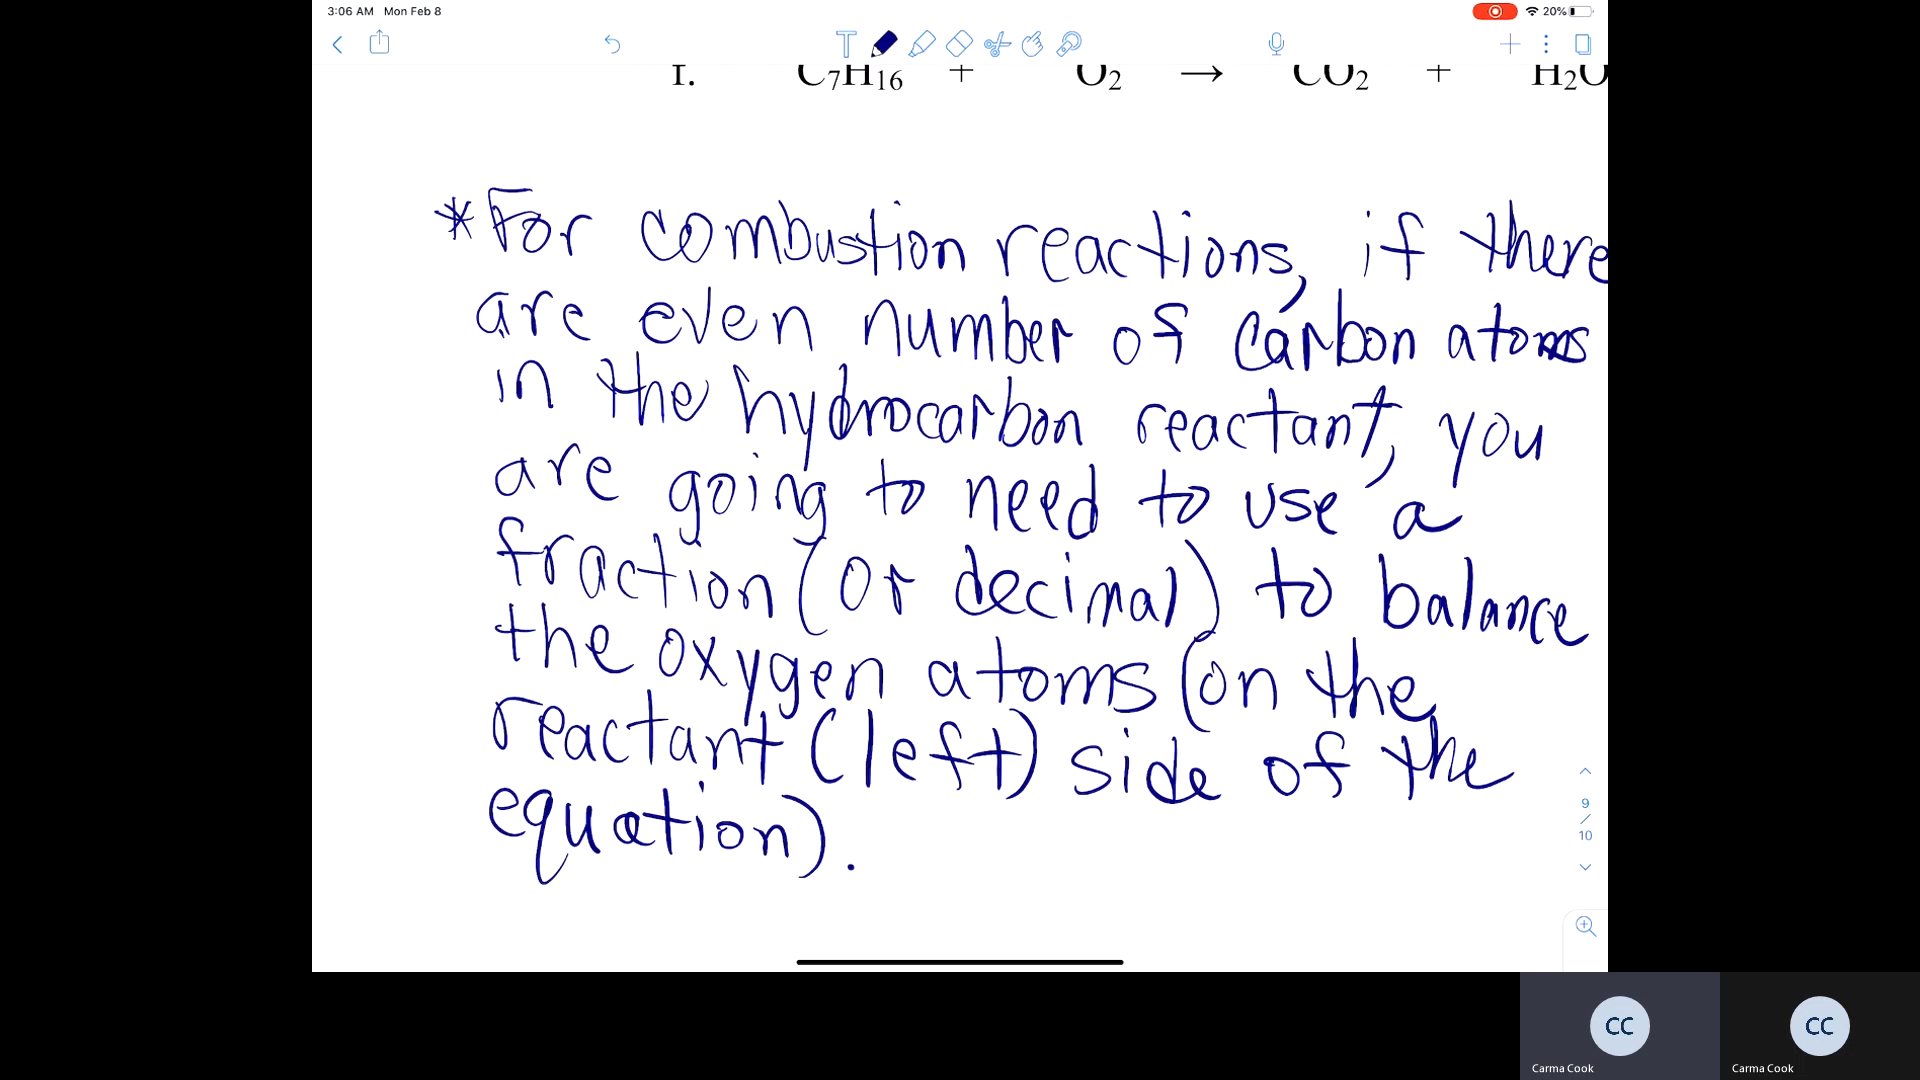 3:06 AM Mon Feb 8
20%
1. C₇H₁₆ + O₂ → CO₂ + H₂O
*For combustion reactions, if there
are even number of carbon atoms
in the hydrocarbon reactant, you
are going to need to use a
fraction (or decimal) to balance
the oxygen atoms (on the
reactant (left) side of the
equation).
9
/
10
CC
CC
Carma Cook
Carma Cook